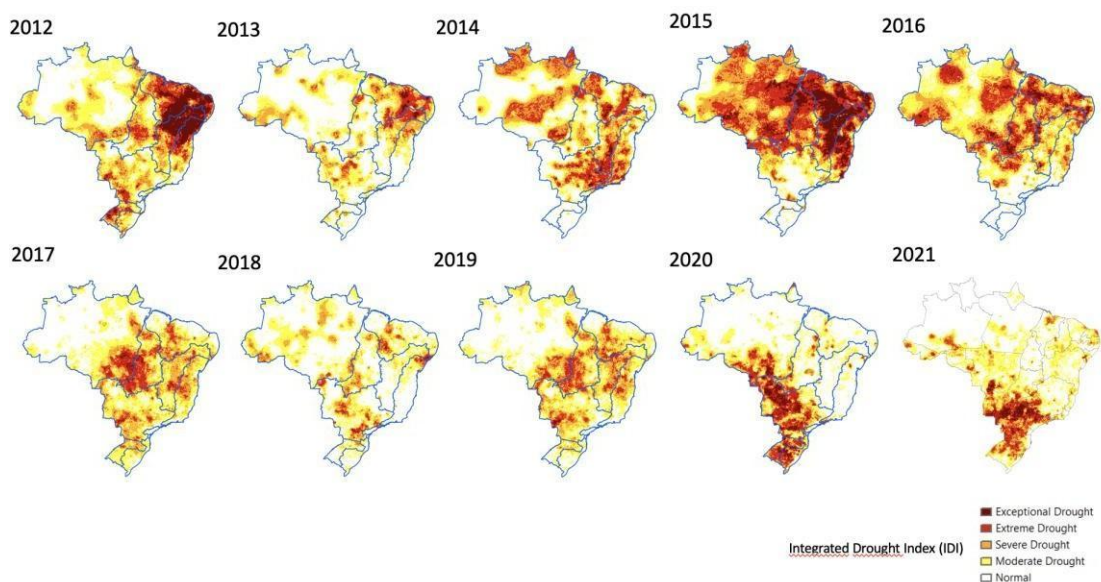 2012
2013
2014
2015
2016
2017
2018
2019
2020
2021
Integrated Drought Index (IDI)
Exceptional Drought
Extreme Drought
Severe Drought
Moderate Drought
Normal